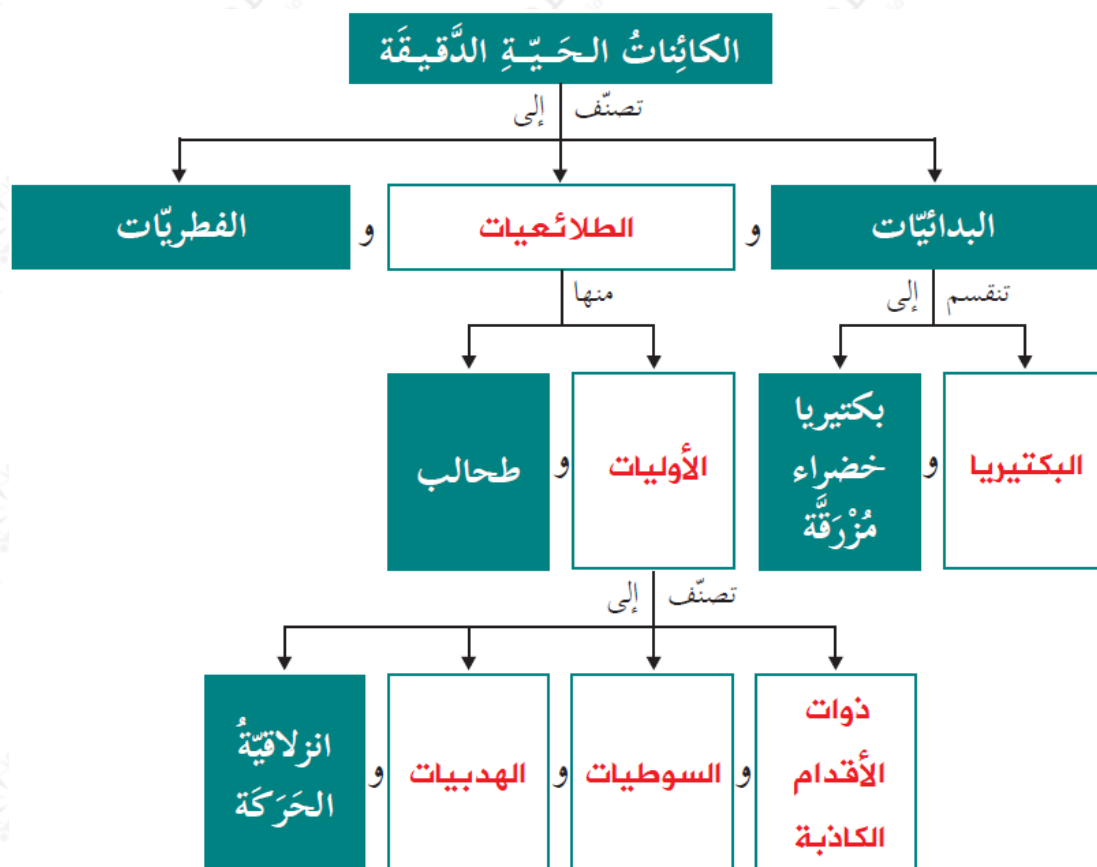 الكائِناتُ الحَيّةِ الدَّقيقَة
تصنّف إلى
البدائيّات و الطلائعيات و الفطريّات
تنقسم إلى
منها
البكتيريا و بكتيريا
خضراء
مُزْرَقَّة
الأوليات و طحالب
تصنّف إلى
ذوات
الأقدام
الكاذبة
و السوطيات و الهدبيات و
انزلاقيّةُ
الحَرَكَة